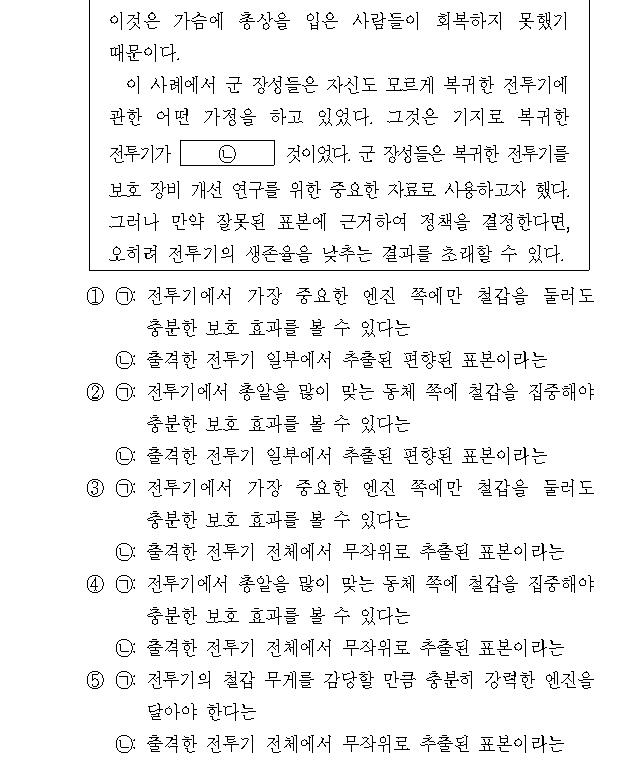 이것은 가슴에 총상을 입은 사람들이 회복하지 못했기
때문이다.
이 사례에서 군 장성들은 자신도 모르게 복귀한 전투기에
관한 어떤 가정을 하고 있었다. 그것은 기지로 복귀한
전투기가 ㉡ 것이었다. 군 장성들은 복귀한 전투기를
보호 장비 개선 연구를 위한 중요한 자료로 사용하고자 했다.
그러나 만약 잘못된 표본에 근거하여 정책을 결정한다면,
오히려 전투기의 생존율을 낮추는 결과를 초래할 수 있다.
① ㉠: 전투기에서 가장 중요한 엔진 쪽에만 철갑을 둘러도
충분한 보호 효과를 볼 수 있다는
㉡: 출격한 전투기 일부에서 추출된 편향된 표본이라는
② ㉠: 전투기에서 총알을 많이 맞는 동체 쪽에 철갑을 집중해야
충분한 보호 효과를 볼 수 있다는
㉡: 출격한 전투기 일부에서 추출된 편향된 표본이라는
③ ㉠: 전투기에서 가장 중요한 엔진 쪽에만 철갑을 둘러도
충분한 보호 효과를 볼 수 있다는
㉡: 출격한 전투기 전체에서 무작위로 추출된 표본이라는
④ ㉠: 전투기에서 총알을 많이 맞는 동체 쪽에 철갑을 집중해야
충분한 보호 효과를 볼 수 있다는
㉡: 출격한 전투기 전체에서 무작위로 추출된 표본이라는
⑤ ㉠: 전투기의 철갑 무게를 감당할 만큼 충분히 강력한 엔진을
달아야 한다는
㉡: 출격한 전투기 전체에서 무작위로 추출된 표본이라는